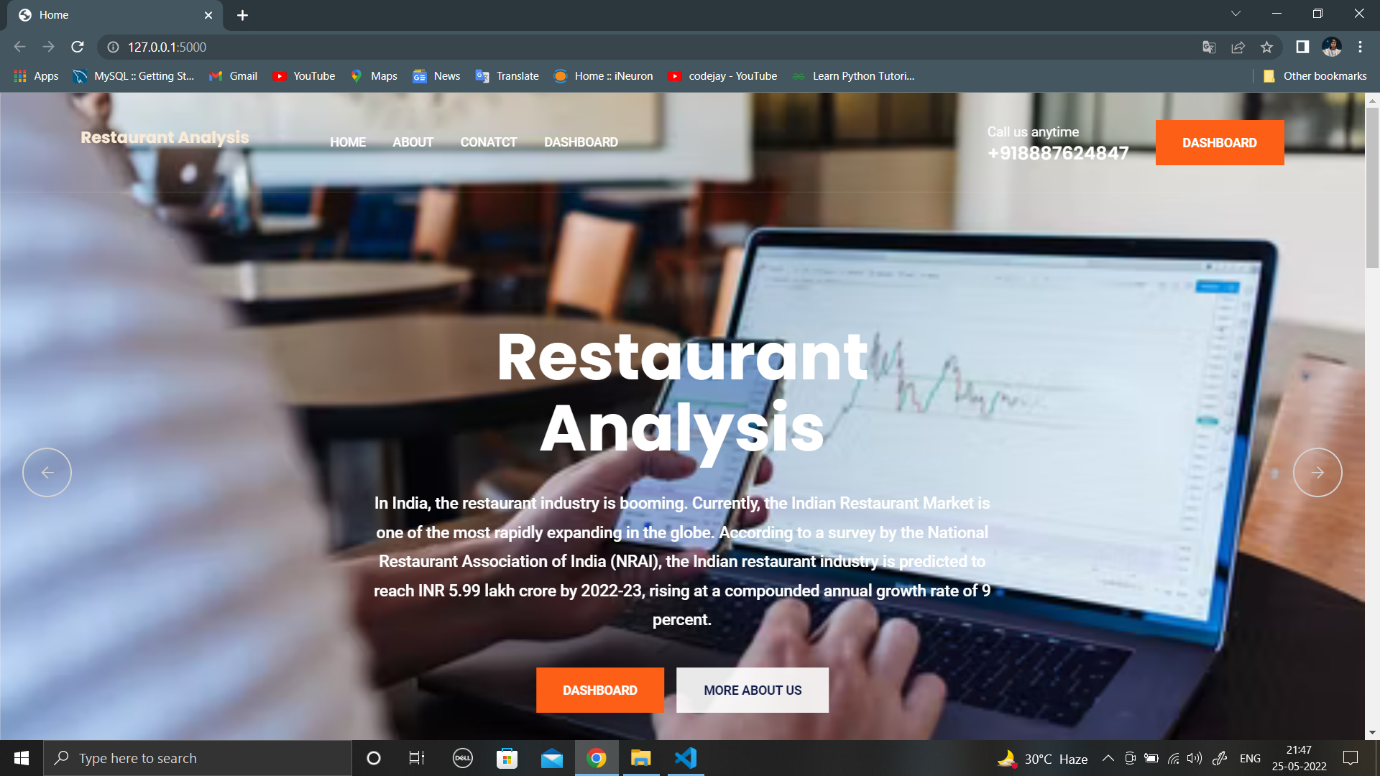 Home
127.0.0.1:5000
Apps
MySQL :: Getting St...
Gmail
YouTube
Maps
News
Translate
Home :: iNeuron
codejay - YouTube
Learn Python Tutori...
Other bookmarks
Restaurant Analysis
HOME
ABOUT
CONATCT
DASHBOARD
Call us anytime
+918887624847
DASHBOARD
Restaurant
Analysis
In India, the restaurant industry is booming. Currently, the Indian Restaurant Market is
one of the most rapidly expanding in the globe. According to a survey by the National
Restaurant Association of India (NRAI), the Indian restaurant industry is predicted to
reach INR 5.99 lakh crore by 2022-23, rising at a compounded annual growth rate of 9
percent.
DASHBOARD
MORE ABOUT US
Type here to search
DELL
30°C Haze
ENG
21:47
25-05-2022